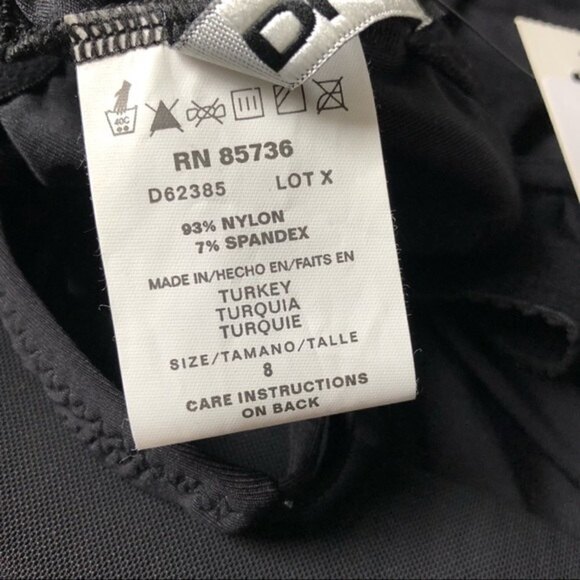 40C
RN 85736
D62385 LOT X
93% NYLON
7% SPANDEX
MADE IN/HECHO EN/FAITS EN
TURKEY
TURQUIA
TURQUIE
SIZE/TAMANO/TALLE
8
CARE INSTRUCTIONS
ON BACK